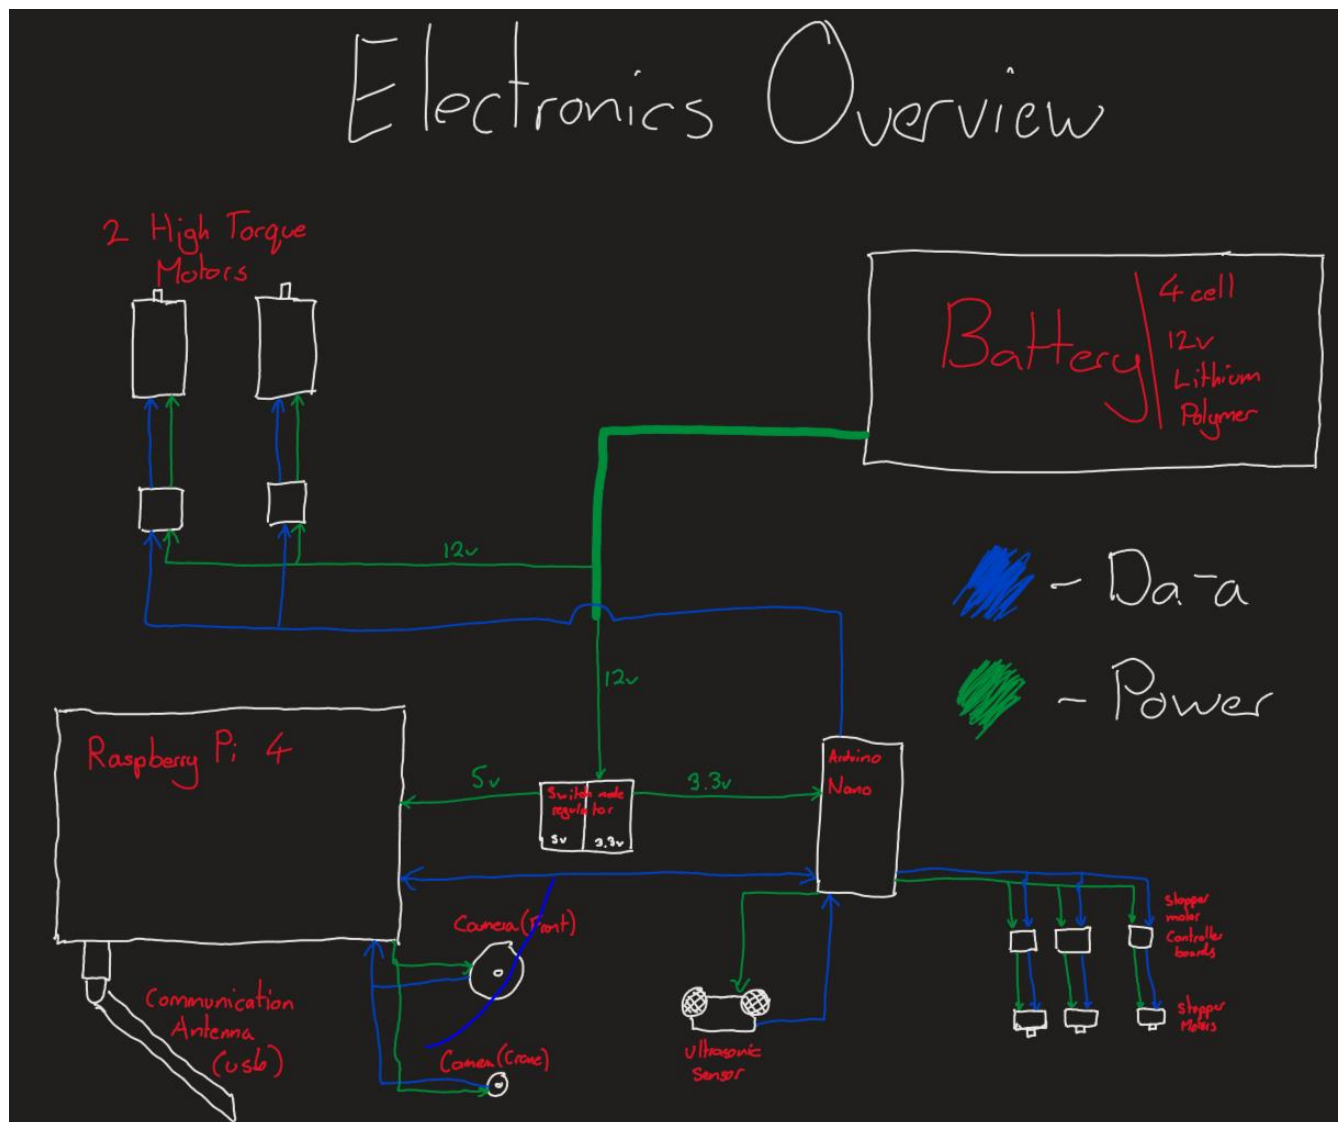 Electronics Overview
2 High Torque
Motors
Battery
4 cell
12v
Lithium
Polymer
12v
- Data
- Power
12v
Raspberry Pi 4
5v
Switch mode
regulator
5v
3.3v
3.3v
Arduino
Nano
Camera (Front)
Communication
Antenna
(usb)
Camera (Crane)
Ultrasonic
Sensor
Stepper
motor
Controller
boards
Stepper
Motors